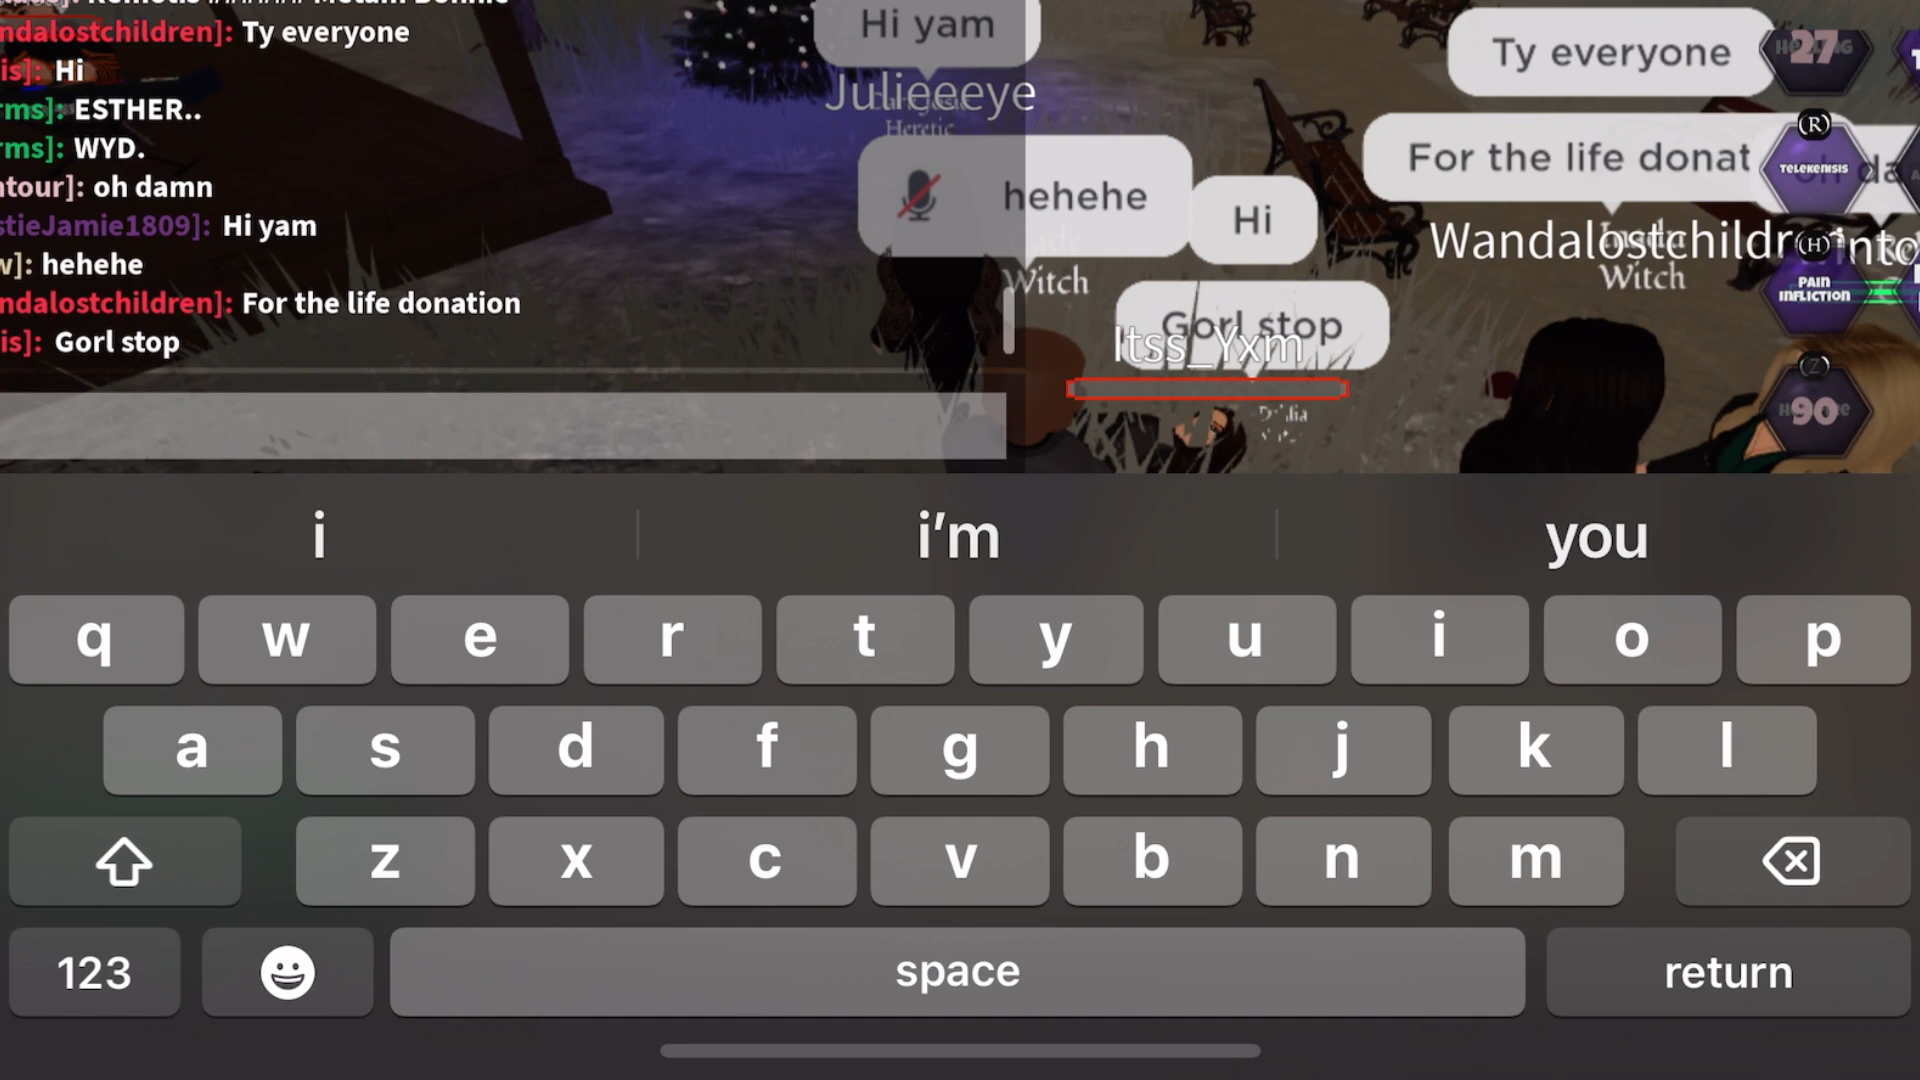 ndalostchildren]: Ty everyone
is]: Hi
rms]: ESTHER..
rms]: WYD.
ntour]: oh damn
stieJamie1809]: Hi yam
w]: hehehe
ndalostchildren]: For the life donation
is]: Gorl stop
Hi yam
Julieeeye
Heretic
hehehe
Witch
Hi
Gorl stop
Itss_Yxm
Ty everyone
For the life donat
Wandalostchildr
Witch
27
(R)
TELEKENISIS
(H)
PAIN
INFLICTION
(Z)
90
i i'm you
q w e r t y u i o p
a s d f g h j k l
z x c v b n m
123 space return